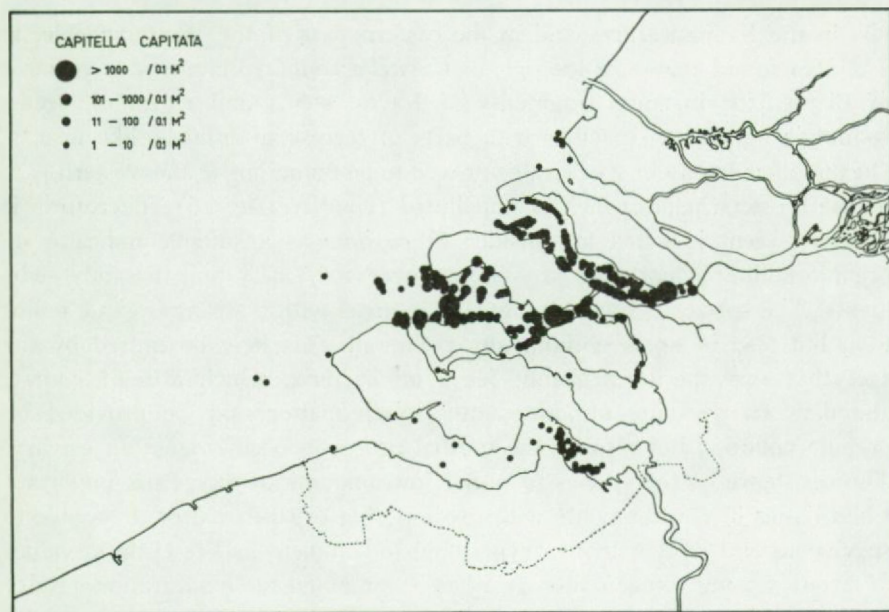 CAPITELLA CAPITATA
> 1000 / 0.1 M²
101 – 1000 / 0.1 M²
11 – 100 / 0.1 M²
1 – 10 / 0.1 M²